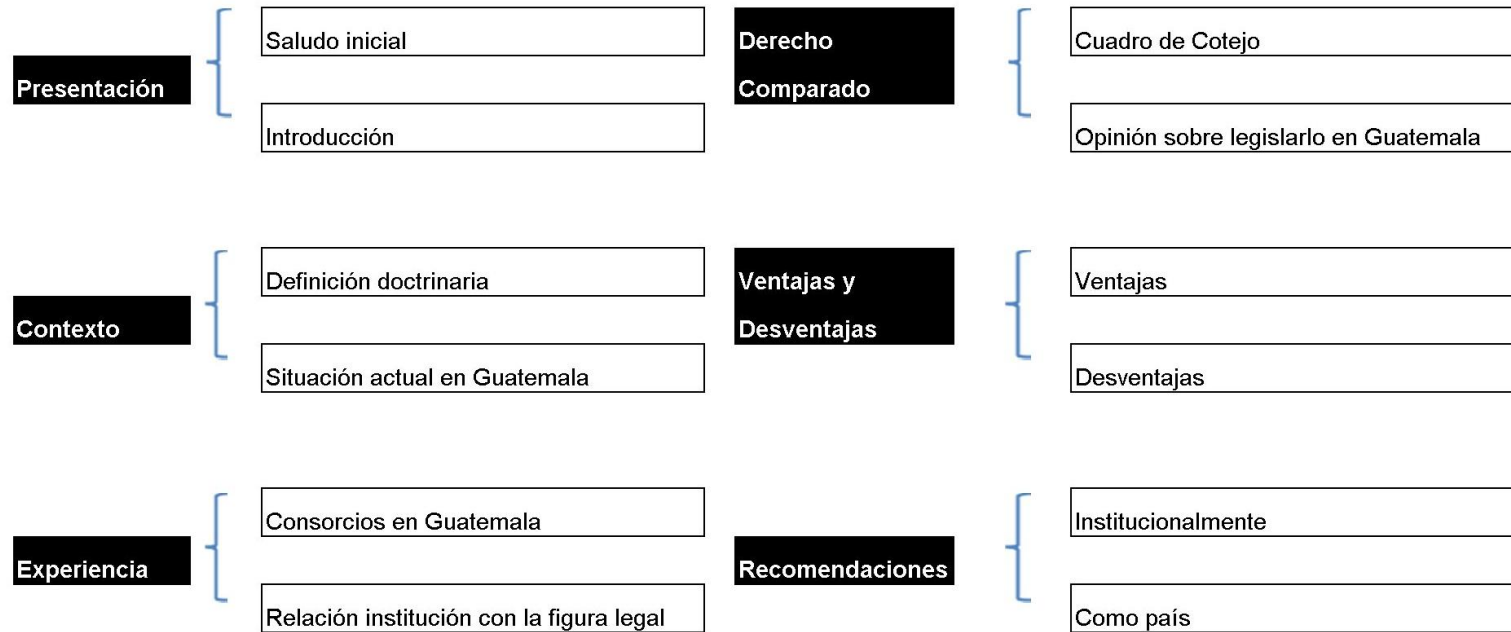 Presentación
Saludo inicial
Introducción
Derecho
Comparado
Cuadro de Cotejo
Opinión sobre legislarlo en Guatemala
Contexto
Definición doctrinaria
Situación actual en Guatemala
Ventajas y
Desventajas
Ventajas
Desventajas
Experiencia
Consorcios en Guatemala
Relación institución con la figura legal
Recomendaciones
Institucionalmente
Como país